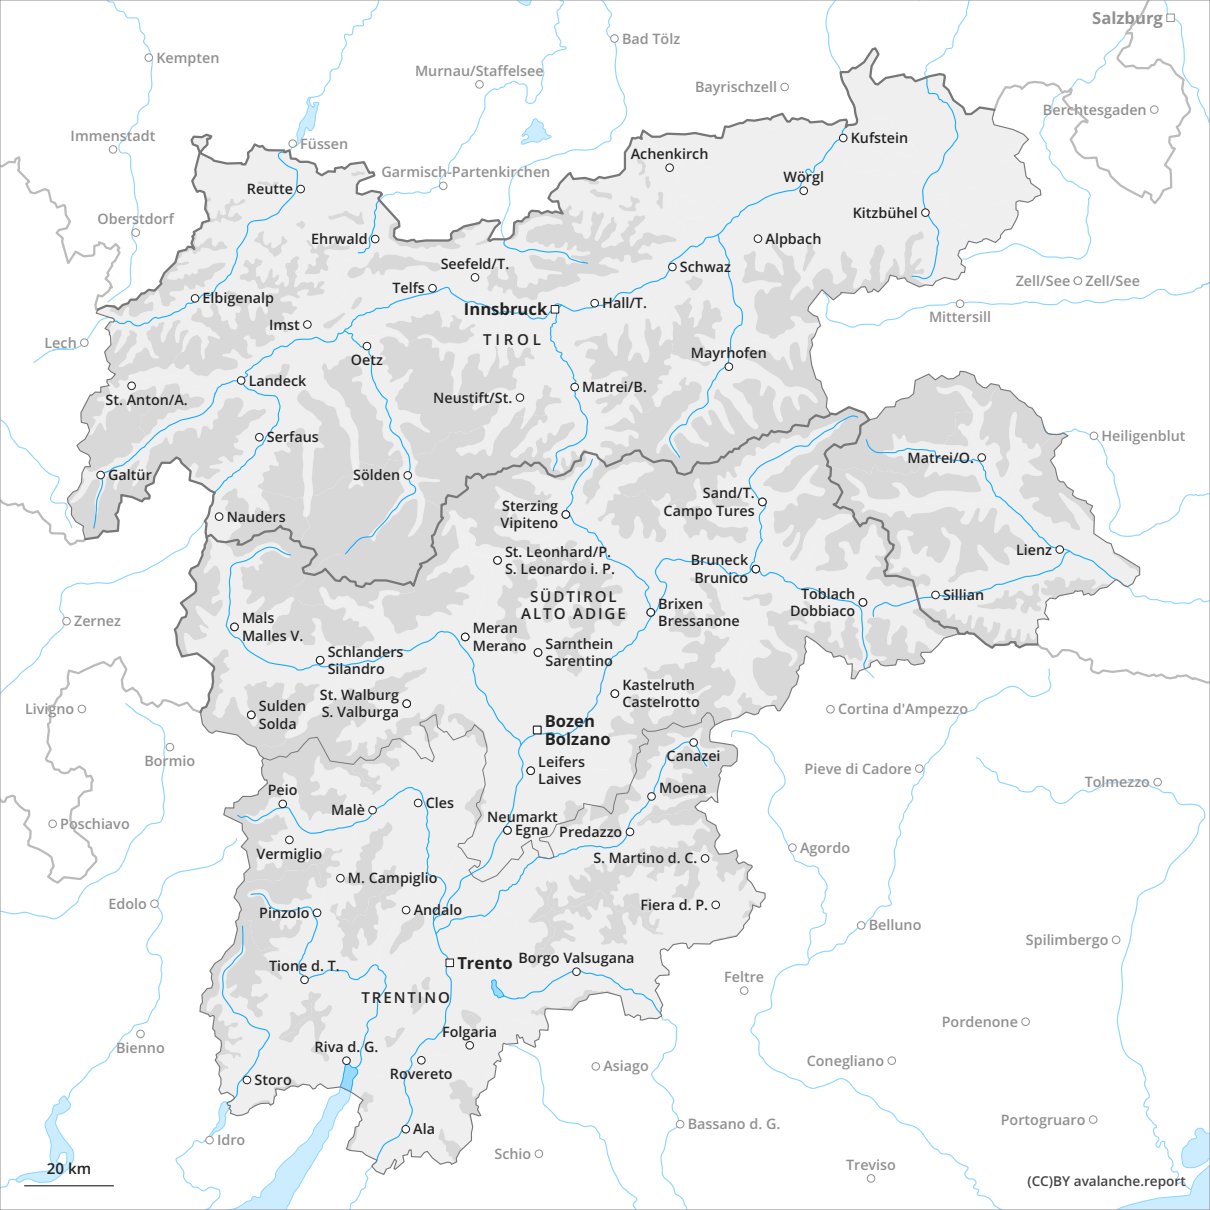 Salzburg
Bad Tölz
Kempten
Murnau/Staffelsee
Bayrischzell
Berchtesgaden
Immenstadt
Füssen
Kufstein
Achenkirch
Garmisch-Partenkirchen
Wörgl
Reutte
Oberstdorf
Kitzbühel
Ehrwald
Alpbach
Seefeld/T.
Schwaz
Zell/See
Zell/See
Telfs
Elbigenalp
Innsbruck
Hall/T.
Mittersill
Imst
TIROL
Lech
Oetz
Mayrhofen
Landeck
Matrei/B.
St. Anton/A.
Neustift/St.
Serfaus
Heiligenblut
Matrei/O.
Galtür
Sölden
Sand/T.
Campo Tures
Sterzing
Vipiteno
Nauders
St. Leonhard/P.
S. Leonardo i. P.
Lienz
Bruneck
Brunico
SÜDTIROL
ALTO ADIGE
Toblach
Dobbiaco
Sillian
Brixen
Bressanone
Zernez
Mals
Malles V.
Meran
Merano
Sarnthein
Sarentino
Schlanders
Silandro
Kastelruth
Castelrotto
St. Walburg
S. Valburga
Livigno
Sulden
Solda
Cortina d'Ampezzo
Bozen
Bolzano
Bormio
Canazei
Leifers
Laives
Pieve di Cadore
Tolmezzo
Peio
Moena
Malè
Cles
Neumarkt
Egna
Predazzo
Poschiavo
Agordo
Vermiglio
S. Martino d. C.
M. Campiglio
Edolo
Fiera d. P.
Pinzolo
Andalo
Belluno
Spilimbergo
Trento
Borgo Valsugana
Tione d. T.
Feltre
TRENTINO
Pordenone
Folgaria
Bienno
Riva d. G.
Conegliano
Asiago
Rovereto
Storo
Portogruaro
Bassano d. G.
Ala
Idro
Schio
Treviso
20 km
(CC)BY avalanche.report